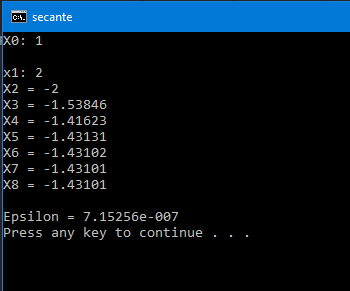 C:\.
secante
X0: 1
x1: 2
X2 = -2
X3 = -1.53846
X4 = -1.41623
X5 = -1.43131
X6 = -1.43102
X7 = -1.43101
X8 = -1.43101
Epsilon = 7.15256e-007
Press any key to continue . . .